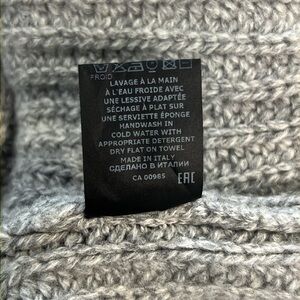 FROID
LAVAGE À LA MAIN
À L'EAU FROIDE AVEC
UNE LESSIVE ADAPTÉE
SÉCHAGE À PLAT SUR
UNE SERVIETTE ÉPONGE
HANDWASH IN
COLD WATER WITH
APPROPRIATE DETERGENT
DRY FLAT ON TOWEL
MADE IN ITALY
СДЕЛАНО В ИТАЛИЯ
CA 00985 EAC